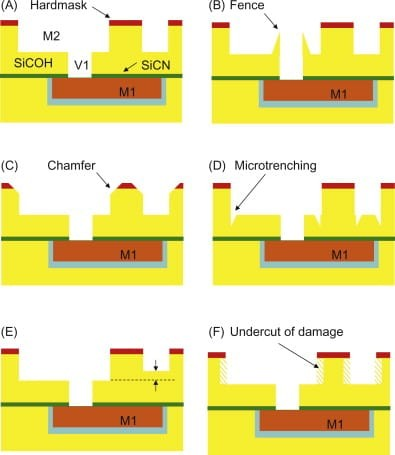 (A) Hardmask
M2
SiCOH V1 SiCN
M1
(B) Fence
M1
(C) Chamfer
M1
(D) Microtrenching
M1
(E)
M1
(F) Undercut of damage
M1